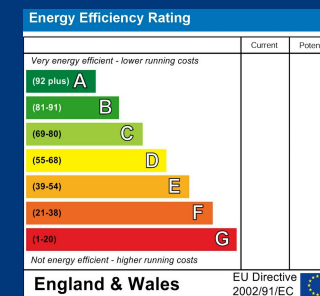 Energy Efficiency Rating
Current Poten
Very energy efficient - lower running costs
(92 plus) A
(81-91) B
(69-80) C
(55-68) D
(39-54) E
(21-38) F
(1-20) G
Not energy efficient - higher running costs
England & Wales
EU Directive
2002/91/EC